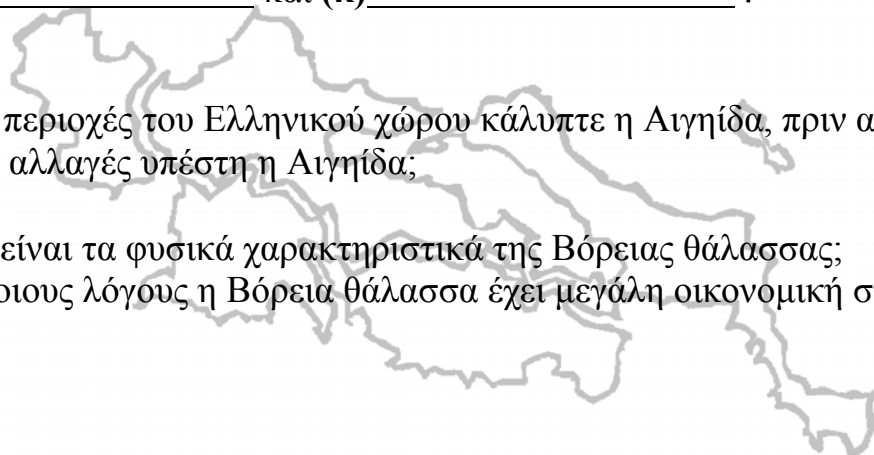 και (κ) .
περιοχές του Ελληνικού χώρου κάλυπτε η Αιγηίδα, πριν α
αλλαγές υπέστη η Αιγηίδα;
είναι τα φυσικά χαρακτηριστικά της Βόρειας θάλασσας;
οιους λόγους η Βόρεια θάλασσα έχει μεγάλη οικονομική σ